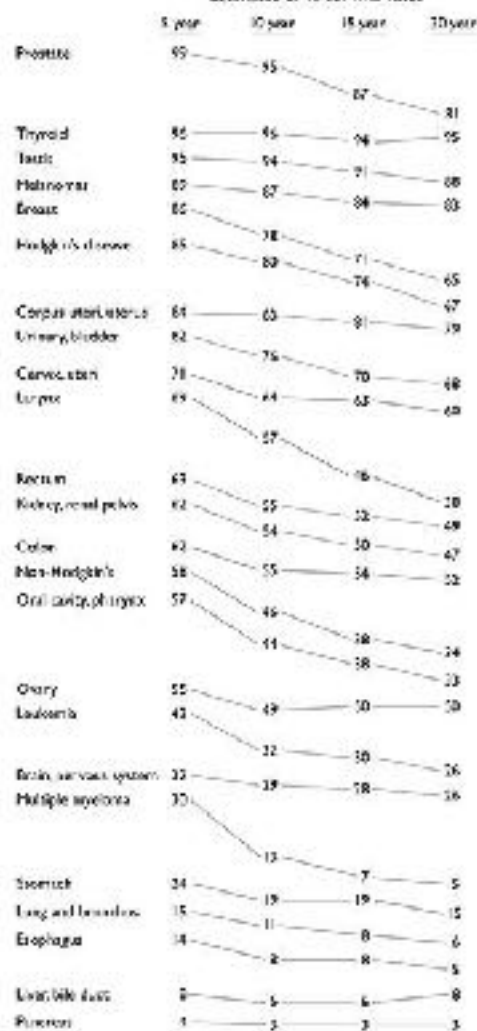 5 year 10 year 15 year 20 year
Prostate 99 95 87 81
Thyroid 96 96 94 95
Testis 95 94 91 88
Melanomas 89 87 84 83
Breast 86 78 71 65
Hodgkin's disease 85 80 74 67
Corpus uteri, uterus 84 83 81 79
Urinary, bladder 82 76 70 68
Cervix, uteri 71 64 63 60
Larynx 69 57 46 38
Rectum 63 55 52 49
Kidney, renal pelvis 62 54 50 47
Colon 62 55 54 52
Non-Hodgkin's 58 46 38 34
Oral cavity, pharynx 57 44 38 33
Ovary 55 49 50 50
Leukemia 43 32 30 26
Brain, nervous system 32 29 28 26
Multiple myeloma 30 13 7 5
Stomach 24 19 19 15
Lung and bronchus 15 11 8 6
Esophagus 14 8 8 5
Liver, bile duct 8 6 6 8
Pancreas 4 3 3 3